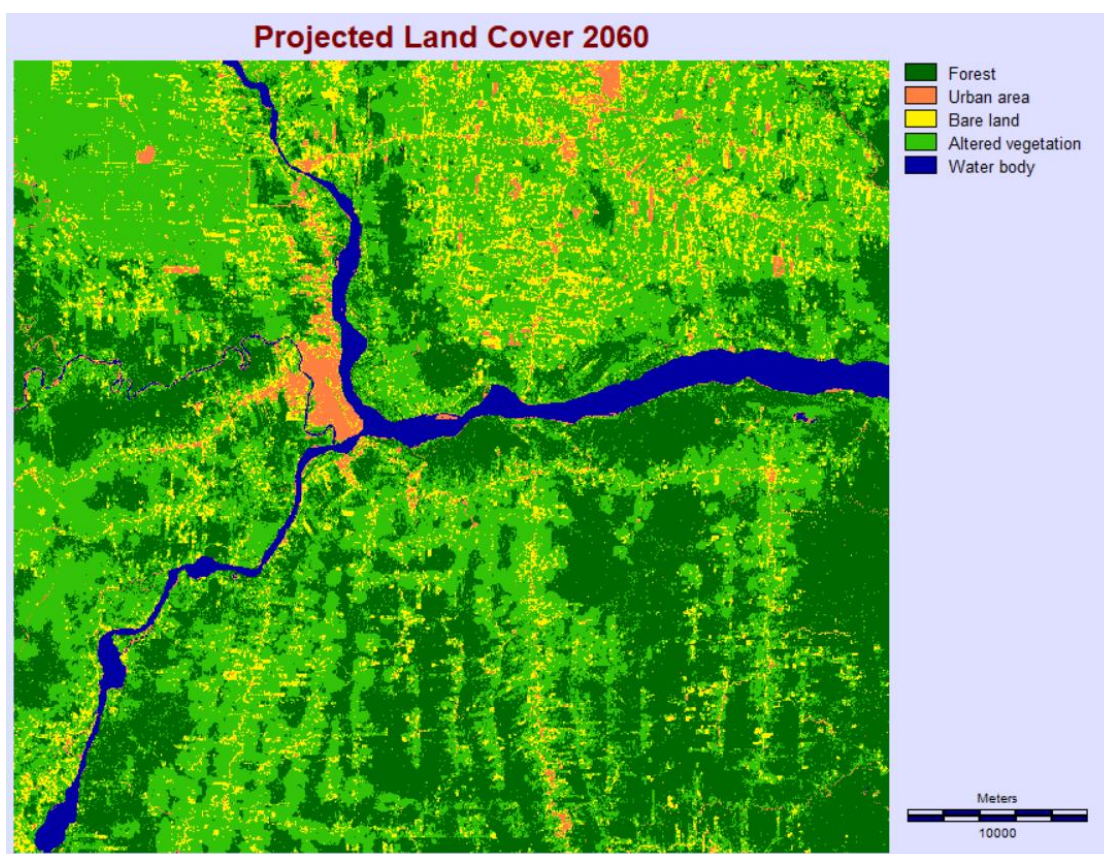 Projected Land Cover 2060
Forest
Urban area
Bare land
Altered vegetation
Water body
Meters
10000